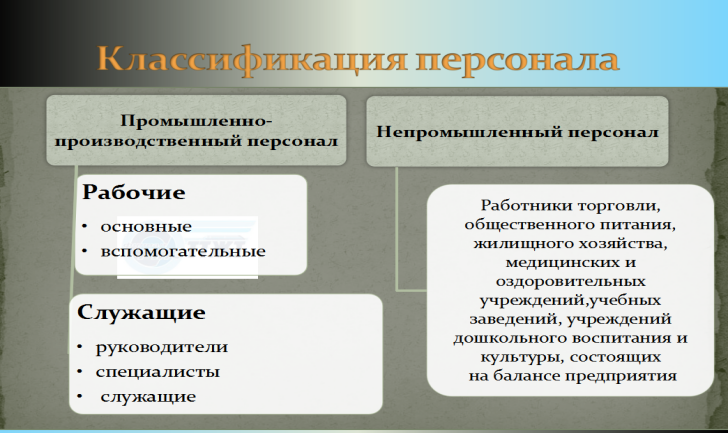 Классификация персонала
Промышленно-
производственный персонал
Непромышленный персонал
Рабочие
• основные
• вспомогательные
Служащие
• руководители
• специалисты
• служащие
Работники торговли,
общественного питания,
жилищного хозяйства,
медицинских и
оздоровительных
учреждений,учебных
заведений, учреждений
дошкольного воспитания и
культуры, состоящих
на балансе предприятия